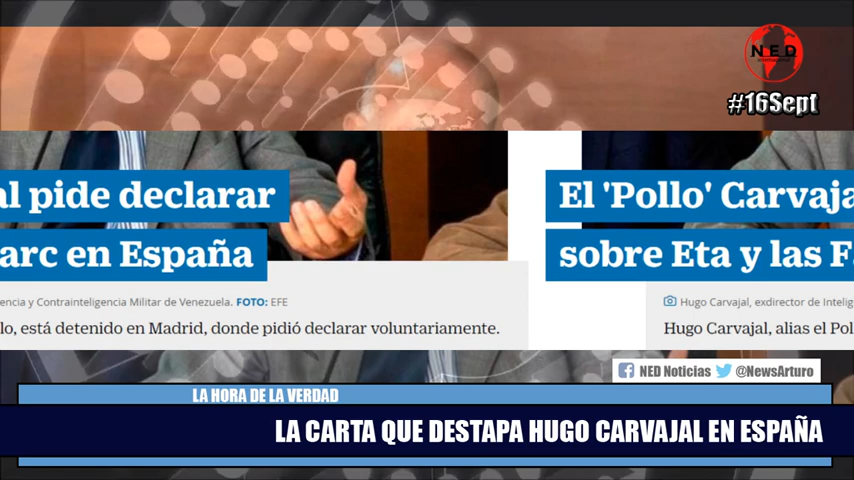 NED
#16Sept
al pide declarar
arc en España
encia y Contrainteligencia Militar de Venezuela. FOTO: EFE
lo, está detenido en Madrid, donde pidió declarar voluntariamente.
El 'Pollo' Carvaja
sobre Eta y las F
Hugo Carvajal, exdirector de Intelig
Hugo Carvajal, alias el Pol
NED Noticias @NewsArturo
LA HORA DE LA VERDAD
LA CARTA QUE DESTAPA HUGO CARVAJAL EN ESPAÑA